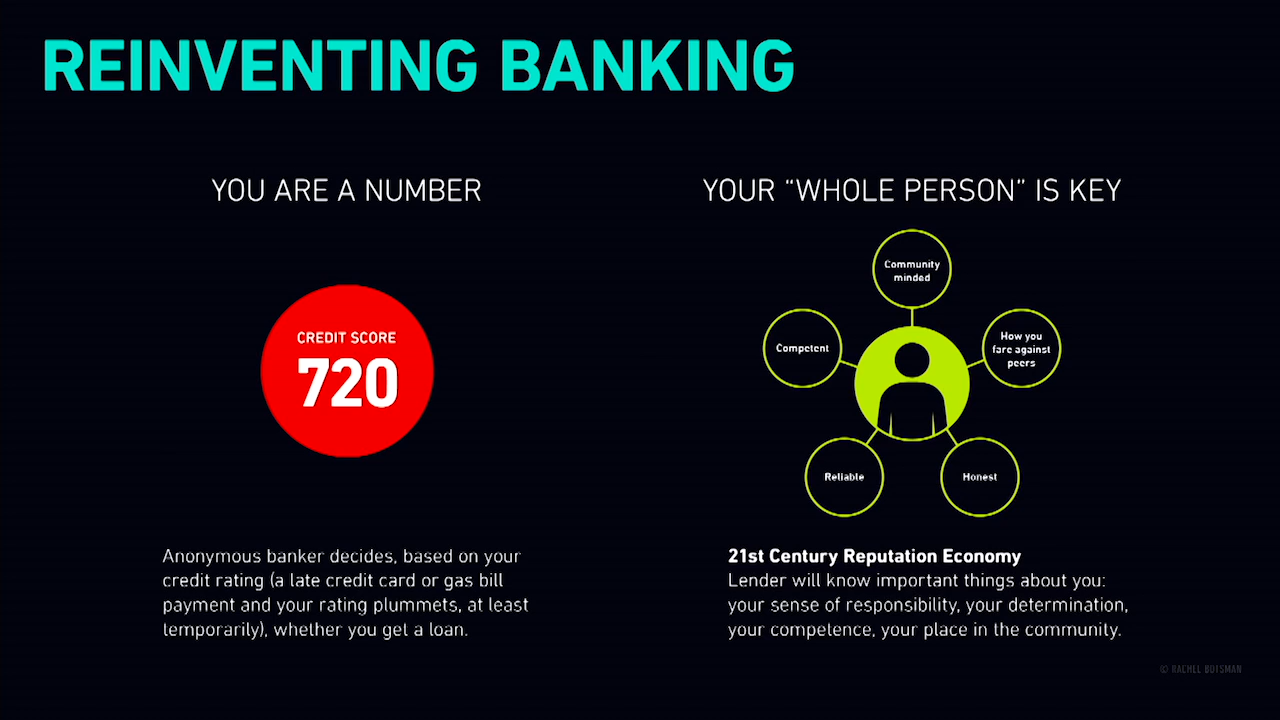 REINVENTING BANKING
YOU ARE A NUMBER
CREDIT SCORE
720
Anonymous banker decides, based on your
credit rating (a late credit card or gas bill
payment and your rating plummets, at least
temporarily), whether you get a loan.
YOUR “WHOLE PERSON” IS KEY
Community
minded
Competent
How you
fare against
peers
Reliable
Honest
21st Century Reputation Economy
Lender will know important things about you:
your sense of responsibility, your determination,
your competence, your place in the community.
© RACHEL BOTSMAN